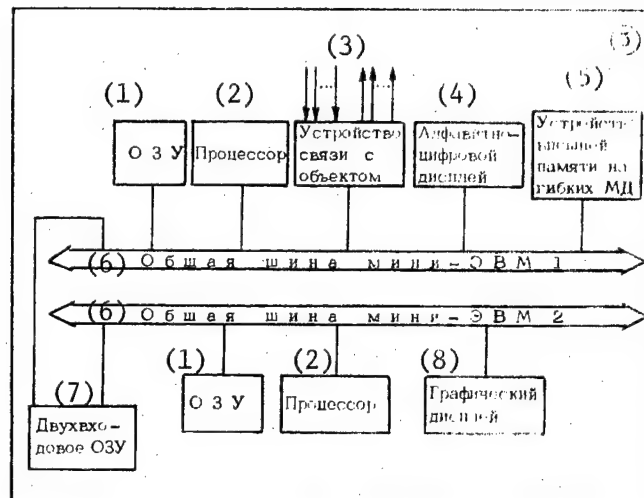 (3)
(3)
(1)
(2)
(4)
(5)
О З У
Процессор
Устройство
связи с
объектом
Алфавитно-
цифровой
дисплей
Устройство
внешней
памяти на
гибких МД
(6) Общая шина мини-ЭВМ 1
(6) Общая шина мини-ЭВМ 2
(1)
(2)
(8)
(7)
О З У
Процессор
Графический
дисплей
Двухвхо-
довое ОЗУ